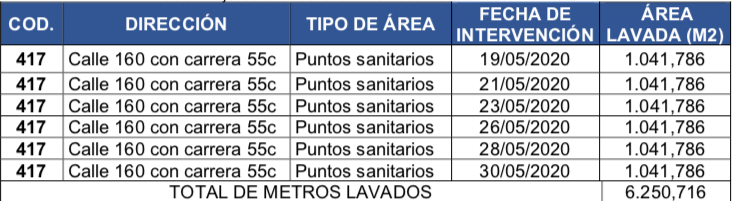 COD. DIRECCIÓN TIPO DE ÁREA FECHA DE INTERVENCIÓN ÁREA LAVADA (M2)
417 Calle 160 con carrera 55c Puntos sanitarios 19/05/2020 1.041,786
417 Calle 160 con carrera 55c Puntos sanitarios 21/05/2020 1.041,786
417 Calle 160 con carrera 55c Puntos sanitarios 23/05/2020 1.041,786
417 Calle 160 con carrera 55c Puntos sanitarios 26/05/2020 1.041,786
417 Calle 160 con carrera 55c Puntos sanitarios 28/05/2020 1.041,786
417 Calle 160 con carrera 55c Puntos sanitarios 30/05/2020 1.041,786
TOTAL DE METROS LAVADOS 6.250,716